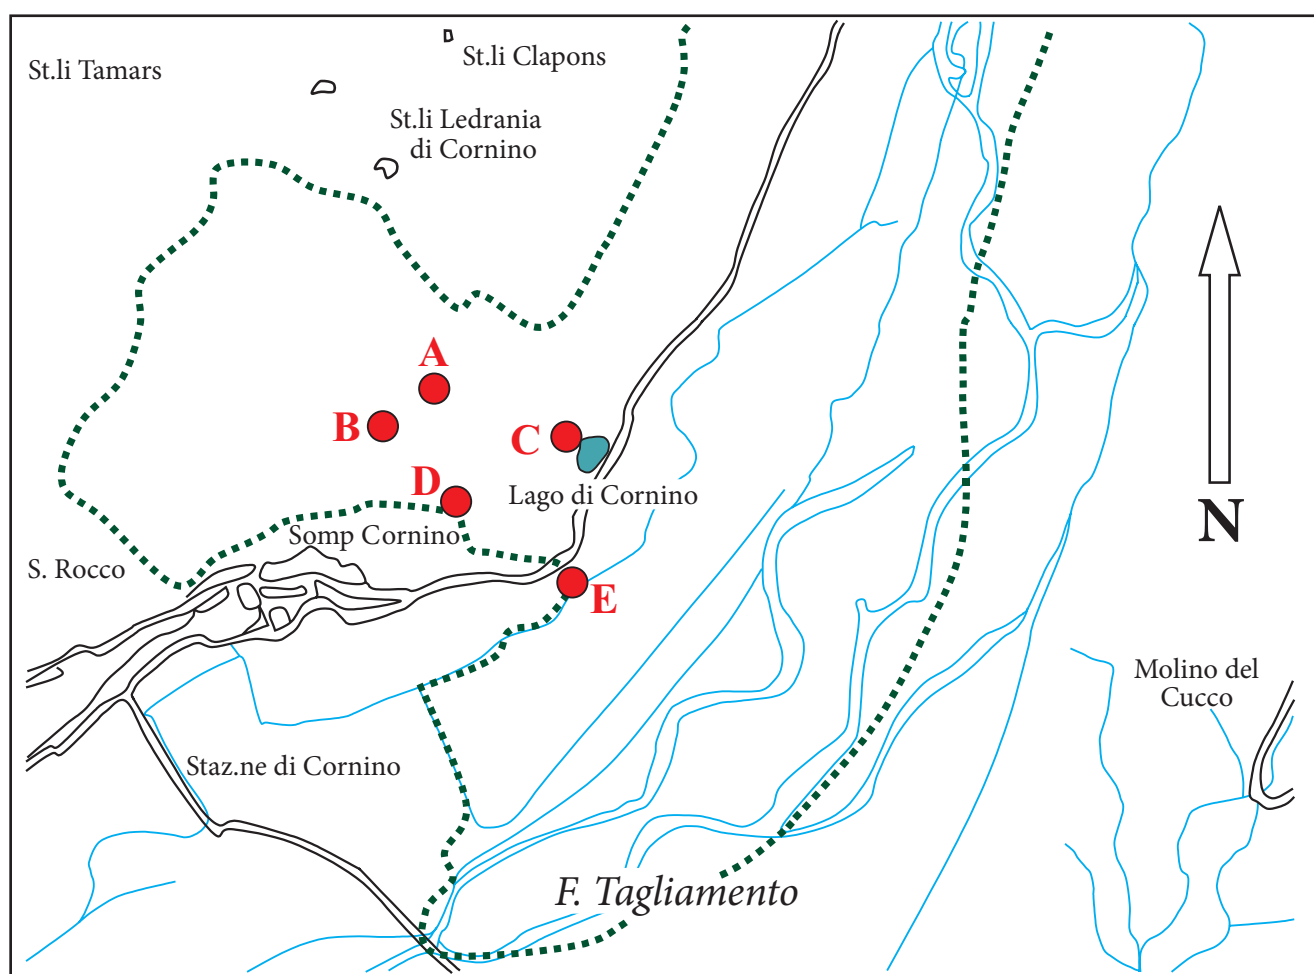 St.li Clapons
St.li Tamars
St.li Ledrania
di Cornino
A
B
C
D
Lago di Cornino
N
Somp Cornino
S. Rocco
E
Molino del
Cucco
Staz.ne di Cornino
F. Tagliamento